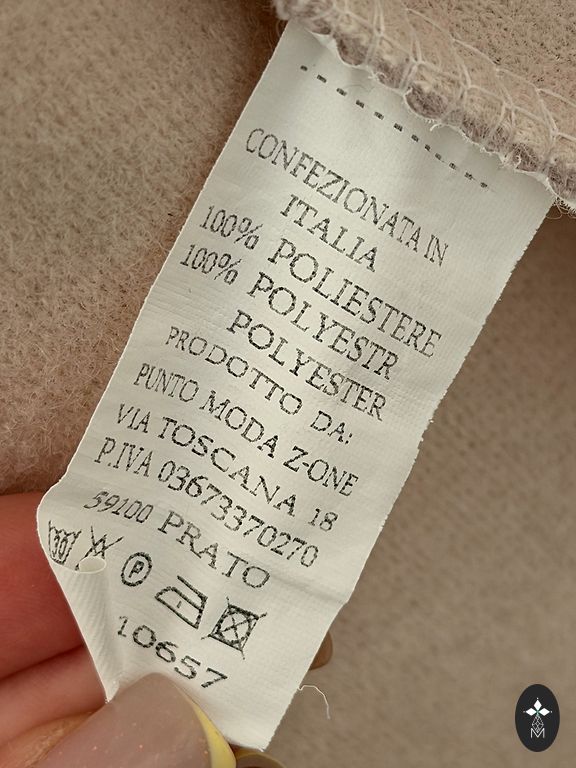 CONFEZIONATA IN
ITALIA
100% POLIESTERE
100% POLYESTR
POLYESTER
PRODOTTO DA:
PUNTO MODA Z-ONE
VIA TOSCANA 18
P.IVA 03673370270
59100 PRATO
30 P
10657
M